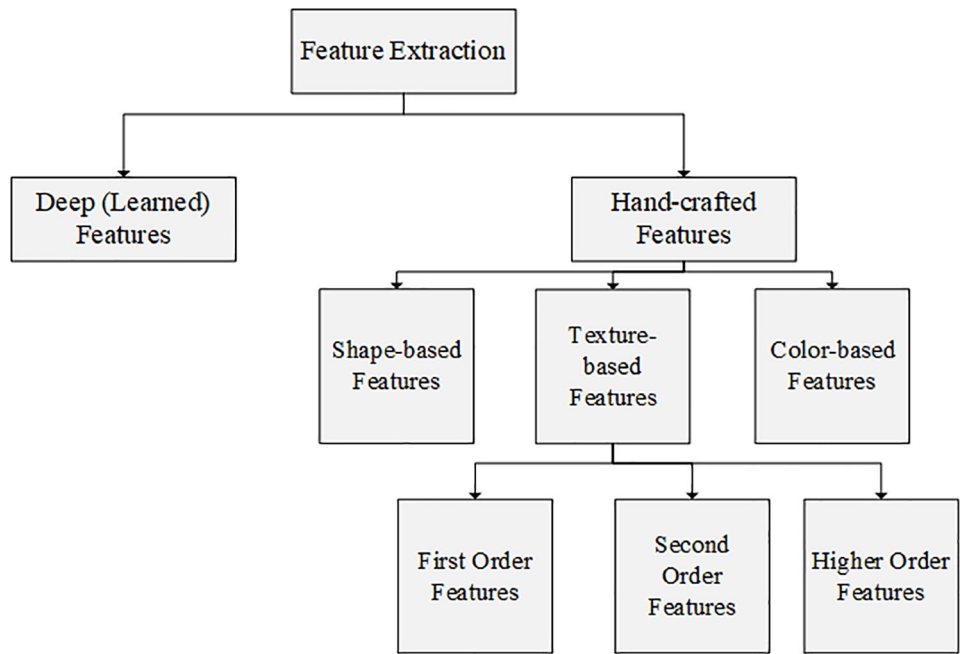 Feature Extraction
Deep (Learned)
Features
Hand-crafted
Features
Shape-based
Features
Texture-
based
Features
Color-based
Features
First Order
Features
Second
Order
Features
Higher Order
Features